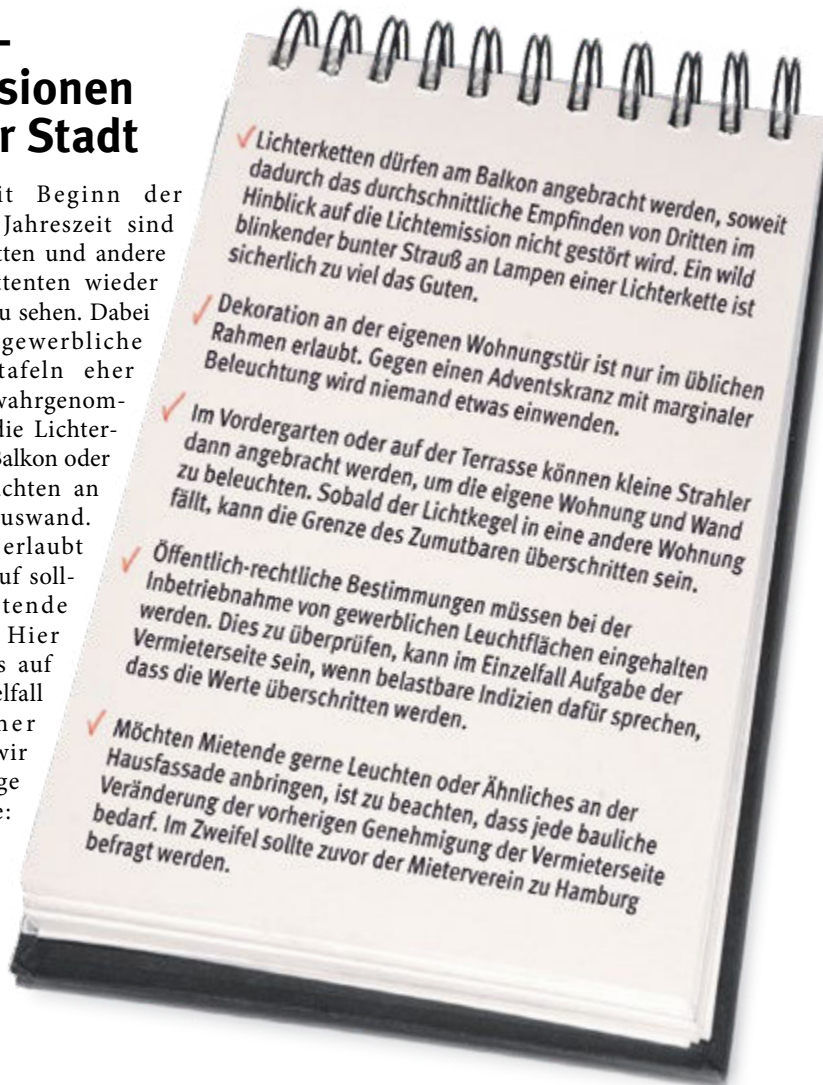 -
sionen
r Stadt
it Beginn der
Jahreszeit sind
tten und andere
ttenten wieder
u sehen. Dabei
gewerbliche
tafeln eher
wahrgenom-
die Lichter-
Balkon oder
chten an
uswand.
erlaubt
uf soll-
tende
Hier
s auf
elfall
her
wir
ge
e:
✓ Lichterketten dürfen am Balkon angebracht werden, soweit
dadurch das durchschnittliche Empfinden von Dritten im
Hinblick auf die Lichtemission nicht gestört wird. Ein wild
blinkender bunter Strauß an Lampen einer Lichterkette ist
sicherlich zu viel das Guten.
✓ Dekoration an der eigenen Wohnungstür ist nur im üblichen
Rahmen erlaubt. Gegen einen Adventskranz mit marginaler
Beleuchtung wird niemand etwas einwenden.
✓ Im Vordergarten oder auf der Terrasse können kleine Strahler
dann angebracht werden, um die eigene Wohnung und Wand
zu beleuchten. Sobald der Lichtkegel in eine andere Wohnung
fällt, kann die Grenze des Zumutbaren überschritten sein.
✓ Öffentlich-rechtliche Bestimmungen müssen bei der
Inbetriebnahme von gewerblichen Leuchtflächen eingehalten
werden. Dies zu überprüfen, kann im Einzelfall Aufgabe der
Vermieterseite sein, wenn belastbare Indizien dafür sprechen,
dass die Werte überschritten werden.
✓ Möchten Mietende gerne Leuchten oder Ähnliches an der
Hausfassade anbringen, ist zu beachten, dass jede bauliche
Veränderung der vorherigen Genehmigung der Vermieterseite
bedarf. Im Zweifel sollte zuvor der Mieterverein zu Hamburg
befragt werden.